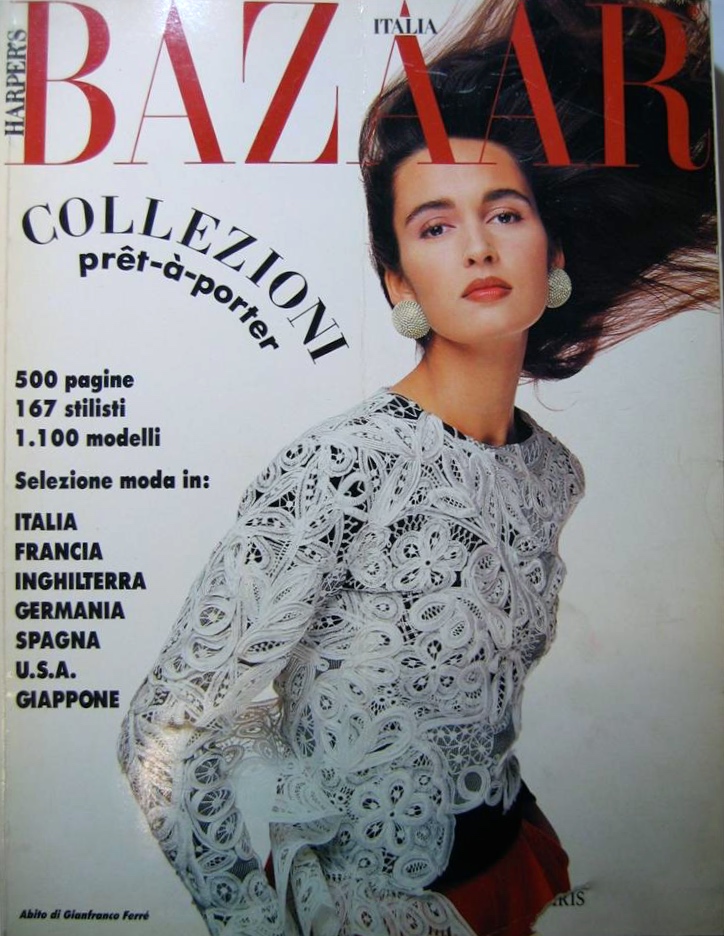 HARPER'S
BAZAAR
ITALIA
COLLEZIONI
prêt-à-porter
500 pagine
167 stilisti
1.100 modelli
Selezione moda in:
ITALIA
FRANCIA
INGHILTERRA
GERMANIA
SPAGNA
U.S.A.
GIAPPONE
Abito di Gianfranco Ferré